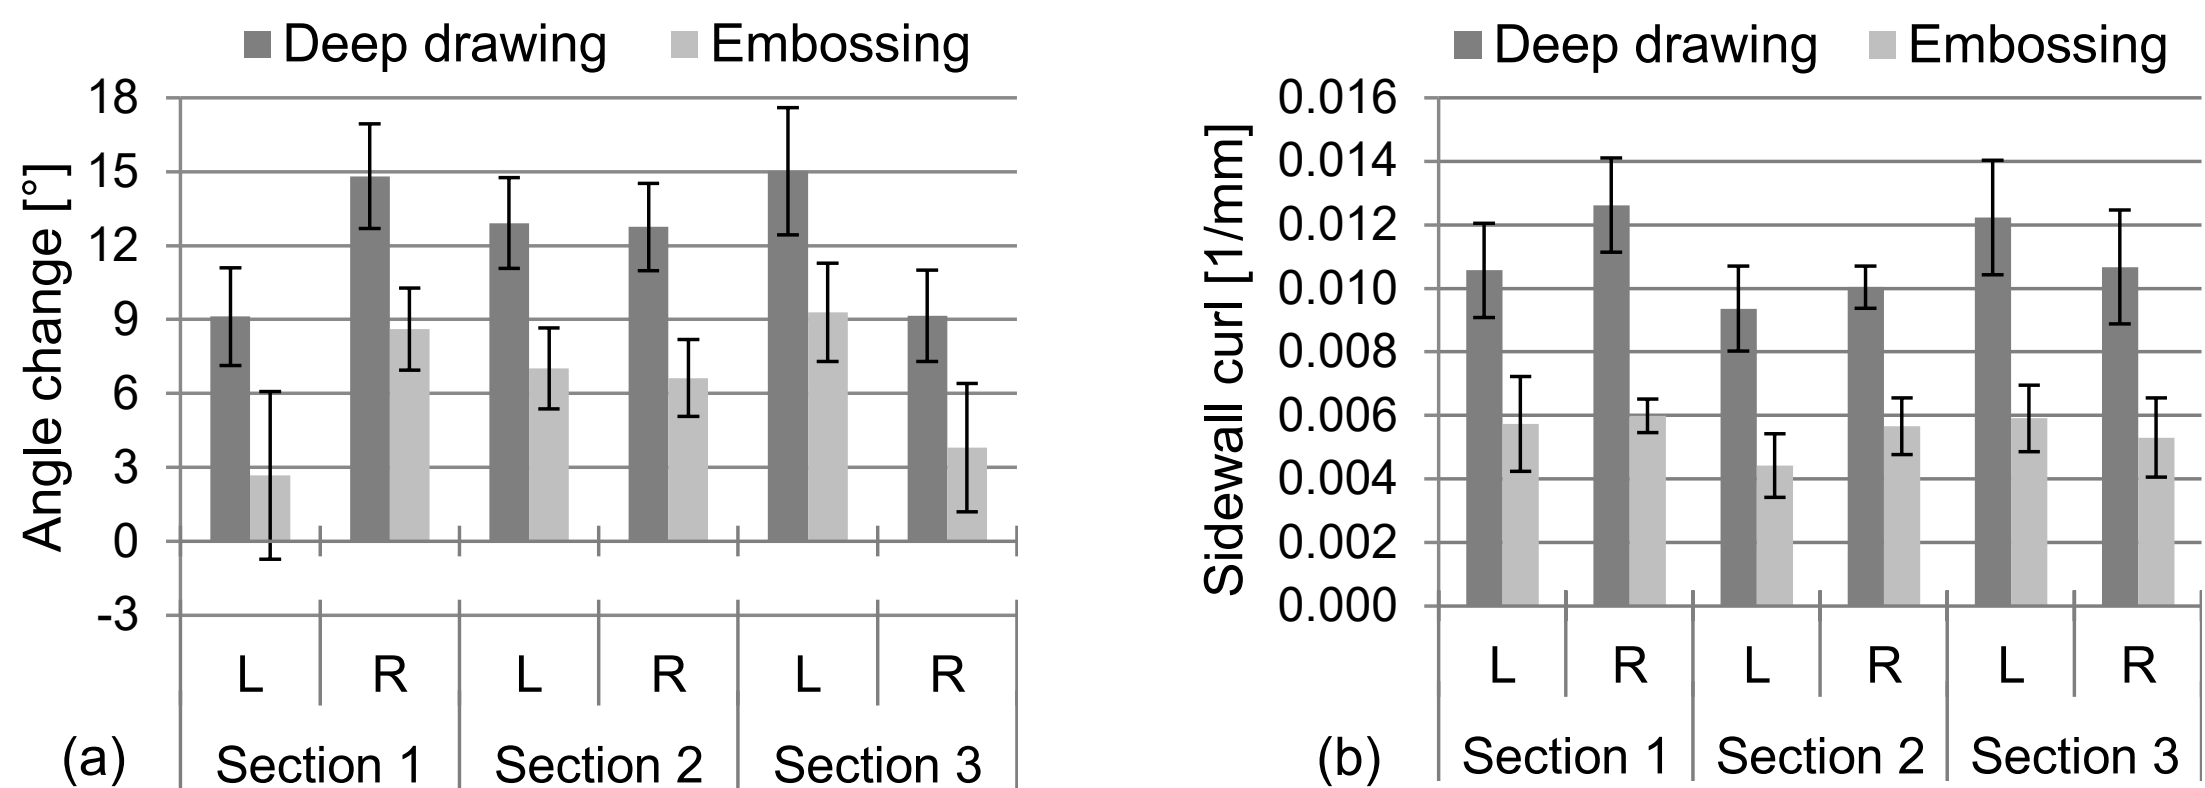 Deep drawing Embossing
Angle change [°]
18
15
12
9
6
3
0
-3
L R L R L R
Section 1 Section 2 Section 3
(a)
Deep drawing Embossing
Sidewall curl [1/mm]
0.016
0.014
0.012
0.010
0.008
0.006
0.004
0.002
0.000
L R L R L R
Section 1 Section 2 Section 3
(b)